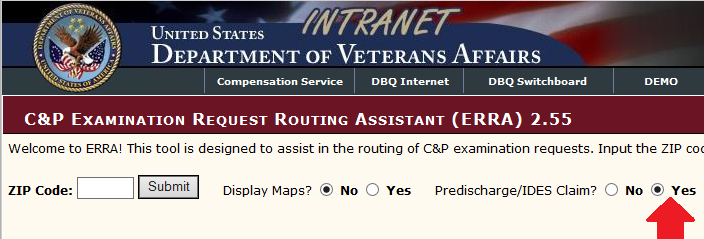 INTRANET
UNITED STATES
DEPARTMENT OF VETERANS AFFAIRS
Compensation Service DBQ Internet DBQ Switchboard DEMO
C&P EXAMINATION REQUEST ROUTING ASSISTANT (ERRA) 2.55
Welcome to ERRA! This tool is designed to assist in the routing of C&P examination requests. Input the ZIP
ZIP Code: Submit Display Maps? No Yes Predischarge/IDES Claim? No Yes